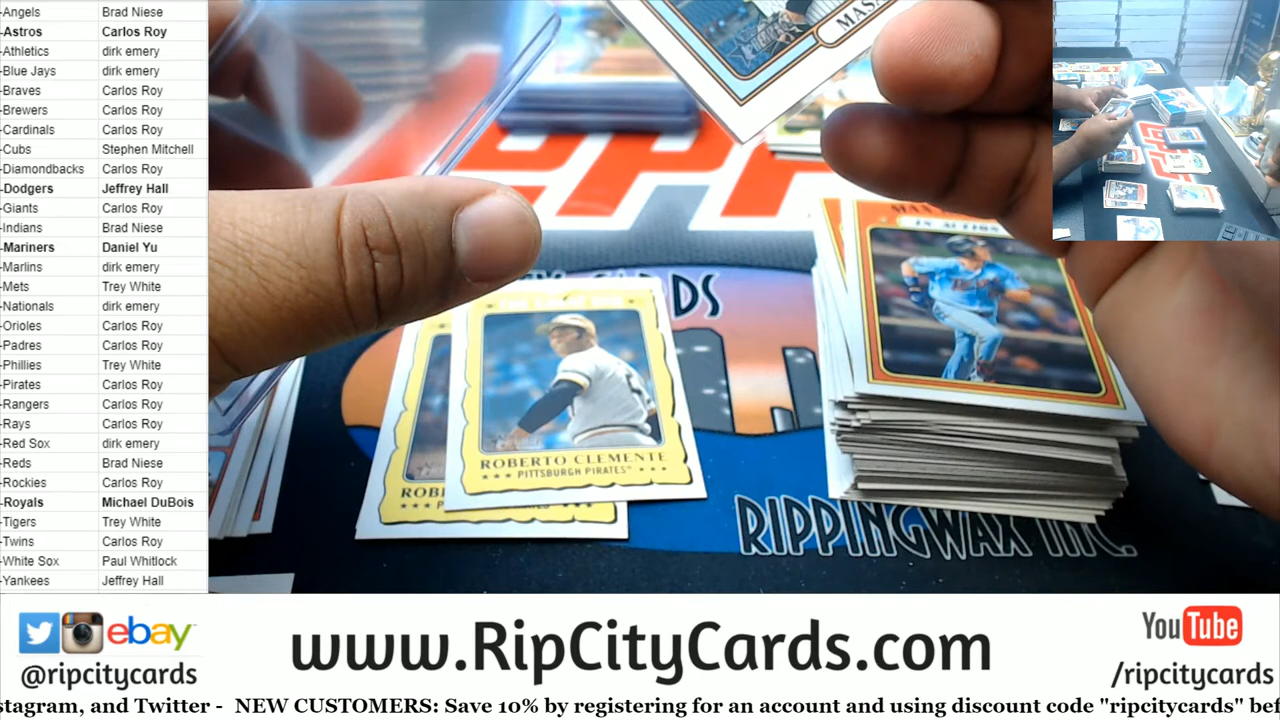 -Angels Brad Niese
-Astros Carlos Roy
-Athletics dirk emery
-Blue Jays dirk emery
-Braves Carlos Roy
-Brewers Carlos Roy
-Cardinals Carlos Roy
-Cubs Stephen Mitchell
-Diamondbacks Carlos Roy
-Dodgers Jeffrey Hall
-Giants Carlos Roy
-Indians Brad Niese
-Mariners Daniel Yu
-Marlins dirk emery
-Mets Trey White
-Nationals dirk emery
-Orioles Carlos Roy
-Padres Carlos Roy
-Phillies Trey White
-Pirates Carlos Roy
-Rangers Carlos Roy
-Rays Carlos Roy
-Red Sox dirk emery
-Reds Brad Niese
-Rockies Carlos Roy
-Royals Michael DuBois
-Tigers Trey White
-Twins Carlos Roy
-White Sox Paul Whitlock
-Yankees Jeffrey Hall
MASA
IN ACTION
ROBERTO CLEMENTE
PITTSBURGH PIRATES™
ROB
RIPPINGWAX INC.
ebay
@ripcitycards
www.RipCityCards.com
YouTube
/ripcitycards
stagram, and Twitter - NEW CUSTOMERS: Save 10% by registering for an account and using discount code "ripcitycards" bef